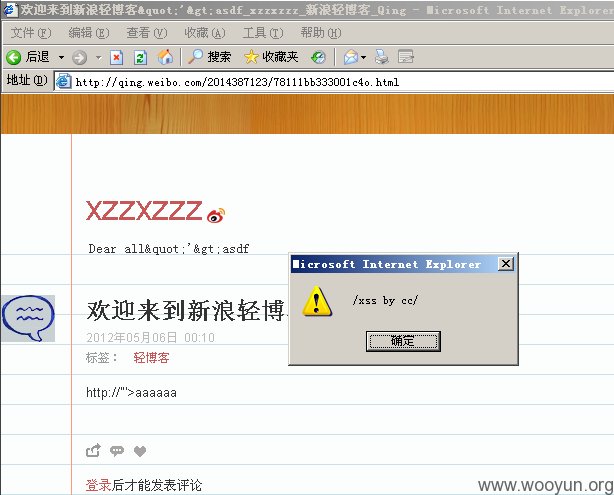 欢迎来到新浪轻博客&quot;'&gt;asdf_xzzxzzz_新浪轻博客_Qing - Microsoft Internet Explorer
文件(F) 编辑(E) 查看(V) 收藏(A) 工具(T) 帮助(H)
后退 搜索 收藏夹
地址(D) http://qing.weibo.com/2014387123/78111bb333001c4o.html
xzzxzzz
Dear all&quot;'&gt;asdf
Microsoft Internet Explorer
/xss by cc/
确定
欢迎来到新浪轻博
2012年05月06日 00:10
标签： 轻博客
http://"'>aaaaaa
登录后才能发表评论
www.wooyun.org